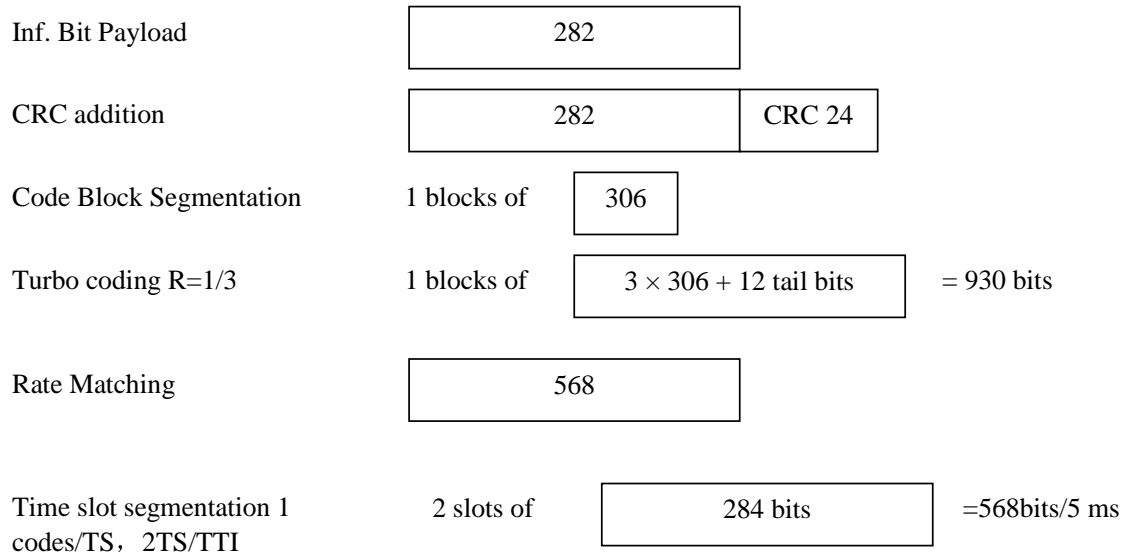 Inf. Bit Payload 282
CRC addition 282 CRC 24
Code Block Segmentation 1 blocks of 306
Turbo coding R=1/3 1 blocks of 3 × 306 + 12 tail bits = 930 bits
Rate Matching 568
Time slot segmentation 1 2 slots of 284 bits =568bits/5 ms
codes/TS，2TS/TTI